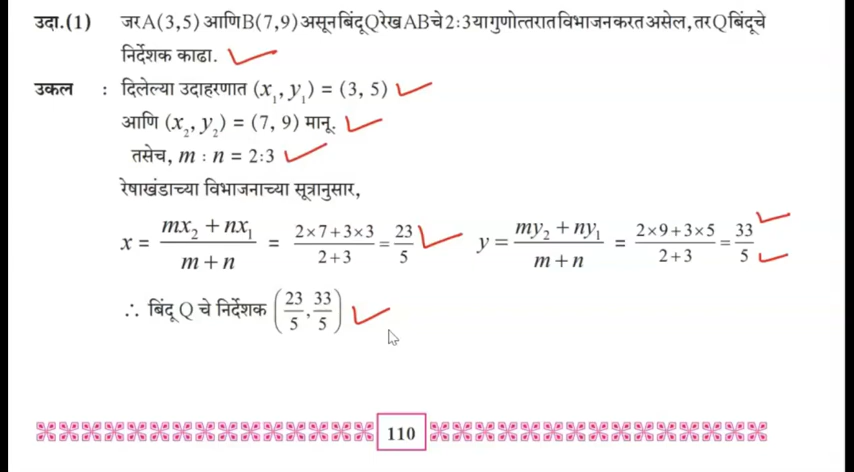 उदा.(1) जर A(3,5) आणि B(7,9) असून बिंदू Q रेख AB चे 2:3 या गुणोत्तरात विभाजन करत असेल, तर Q बिंदूचे
निर्देशक काढा.
उकल : दिलेल्या उदाहरणात (x₁, y₁) = (3, 5)
आणि (x₂, y₂) = (7, 9) मानू.
तसेच, m : n = 2:3
रेषाखंडाच्या विभाजनाच्या सूत्रानुसार,
x = (mx₂ + nx₁)/(m + n) = (2×7+3×3)/(2+3) = 23/5 y = (my₂ + ny₁)/(m + n) = (2×9+3×5)/(2+3) = 33/5
∴ बिंदू Q चे निर्देशक (23/5, 33/5)
110